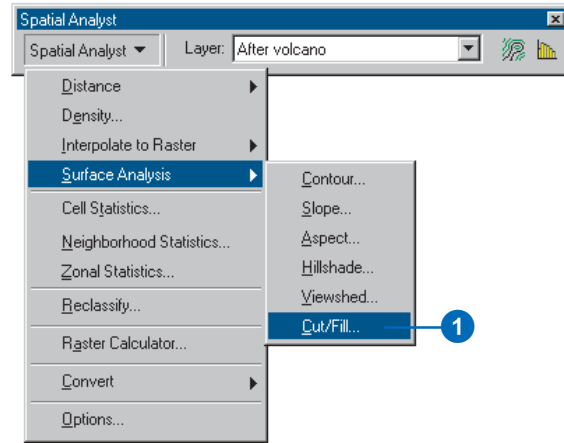 Spatial Analyst
Spatial Analyst Layer: After volcano
Distance
Density...
Interpolate to Raster
Surface Analysis
Cell Statistics...
Neighborhood Statistics...
Zonal Statistics...
Reclassify...
Raster Calculator...
Convert
Options...
Contour...
Slope...
Aspect...
Hillshade...
Viewshed...
Cut/Fill...
1